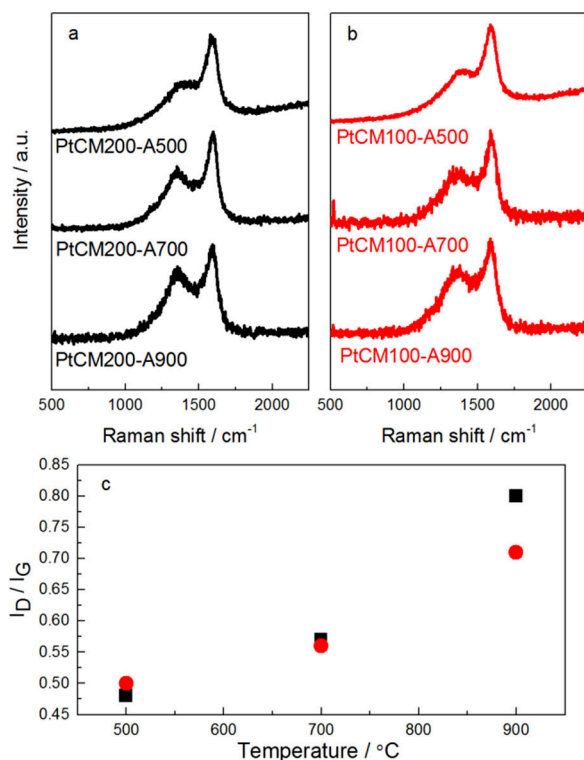 a
PtCM200-A500
PtCM200-A700
PtCM200-A900
Intensity / a.u.
500 1000 1500 2000
Raman shift / cm⁻¹
b
PtCM100-A500
PtCM100-A700
PtCM100-A900
500 1000 1500 2000
Raman shift / cm⁻¹
c
0.85
0.80
0.75
0.70
0.65
0.60
0.55
0.50
0.45
I_D / I_G
500 600 700 800 900
Temperature / °C